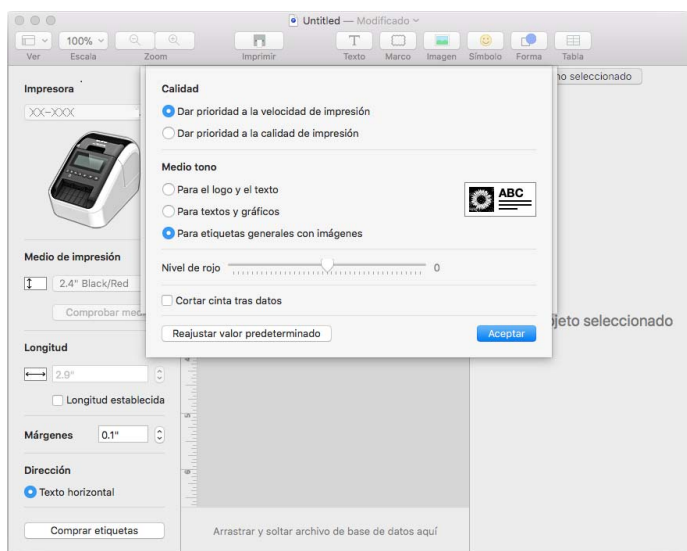 Untitled — Modificado
100%
Ver Escala Zoom Imprimir Texto Marco Imagen Símbolo Forma Tabla
no seleccionado
Impresora
XX-XXX
Calidad
Dar prioridad a la velocidad de impresión
Dar prioridad a la calidad de impresión
Medio tono
Para el logo y el texto
Para textos y gráficos
Para etiquetas generales con imágenes
ABC
Nivel de rojo 0
Cortar cinta tras datos
Reajustar valor predeterminado Aceptar
Medio de impresión
2.4" Black/Red
Comprobar
jeto seleccionado
Longitud
2.9"
Longitud establecida
Márgenes 0.1"
5
6
Dirección
Texto horizontal
Comprar etiquetas
Arrastrar y soltar archivo de base de datos aquí